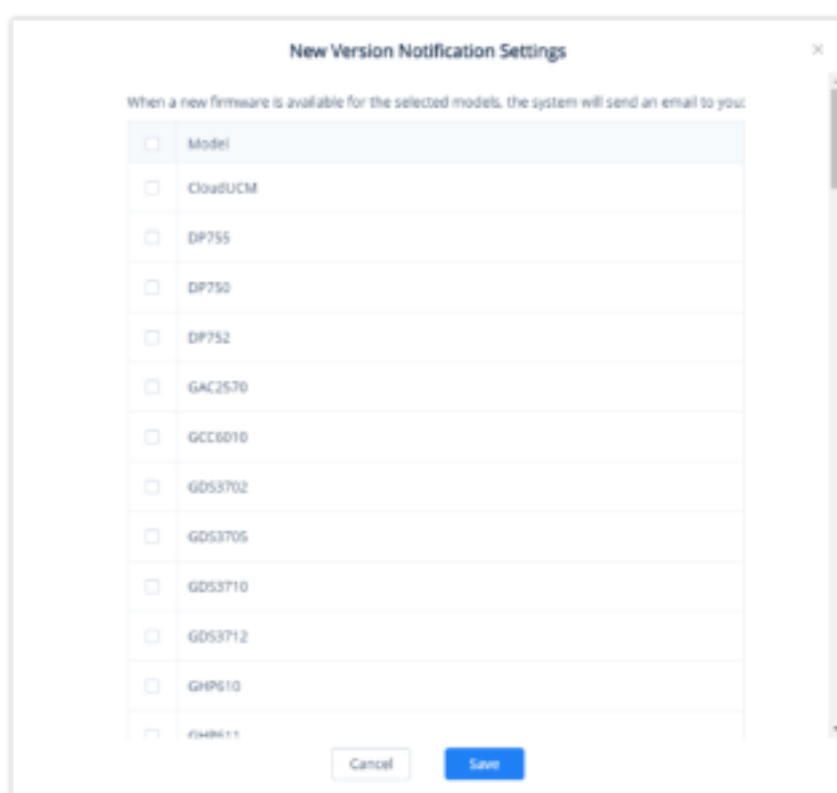 New Version Notification Settings
When a new firmware is available for the selected models, the system will send an email to you:
Model
CloudUCM
DP755
DP750
DP752
GAC2570
GCC6010
GDS3702
GDS3705
GDS3710
GDS3712
GHP610
GHP611
Cancel Save